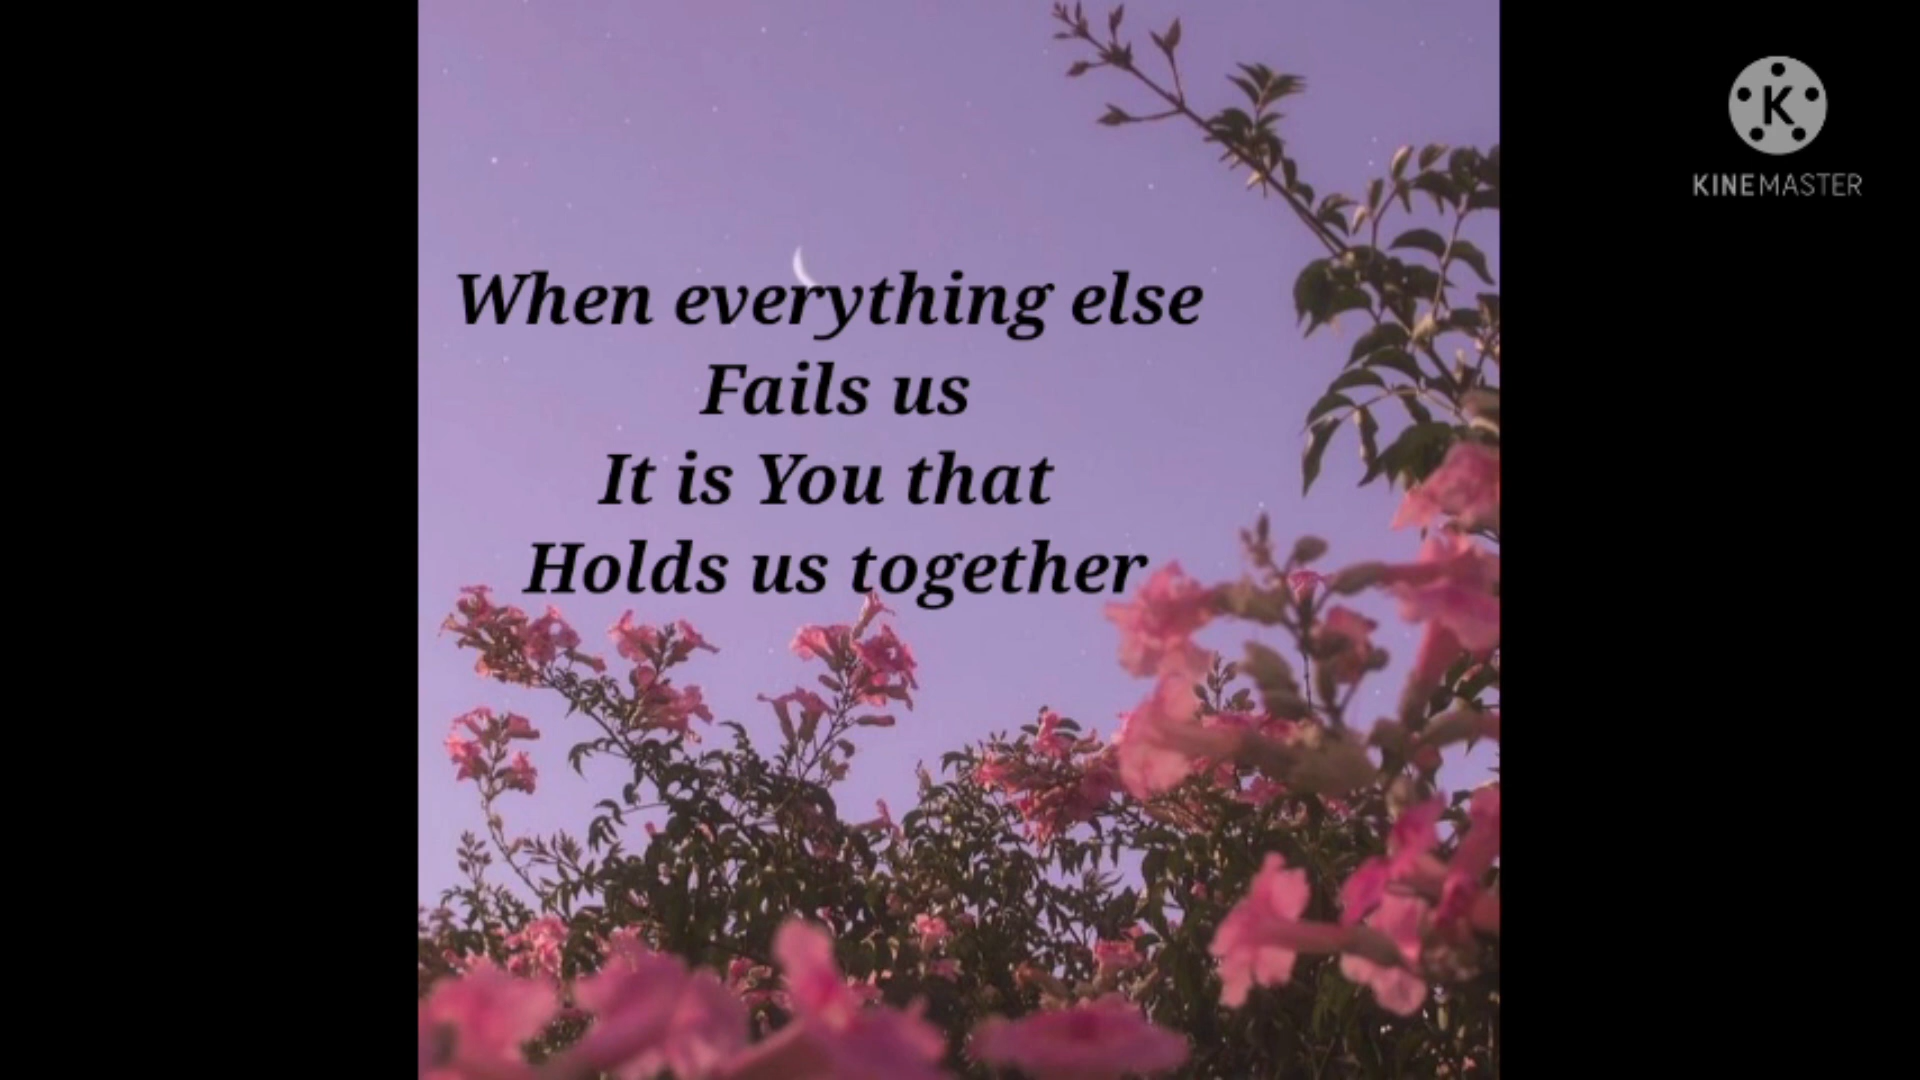 When everything else
Fails us
It is You that
Holds us together
K
KINEMASTER